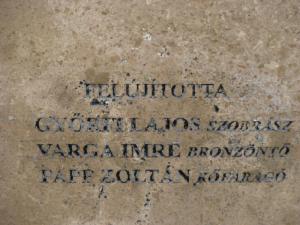 FELÚJÍTOTTA
GYŐRFI LAJOS SZOBRÁSZ
VARGA IMRE BRONZÖNTŐ
PAPP ZOLTÁN KŐFARAGÓ